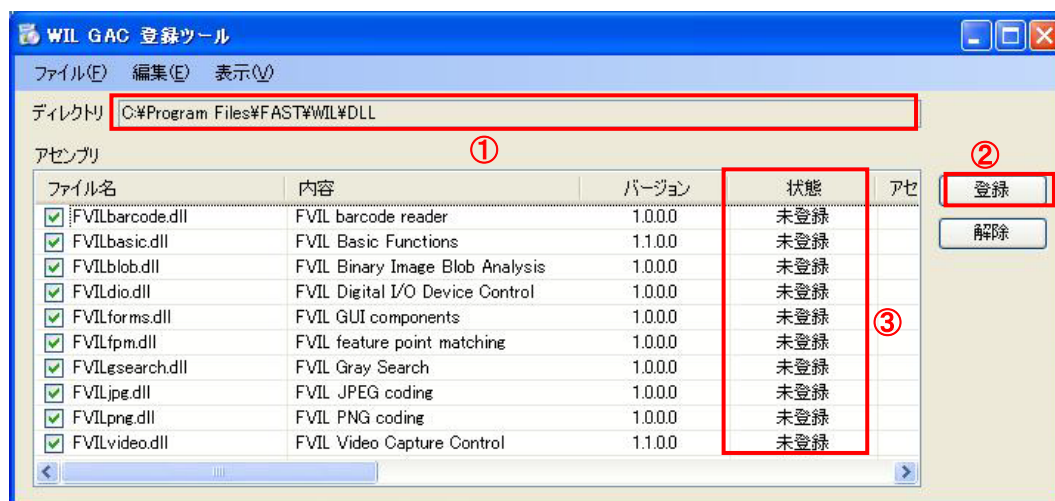 WIL GAC 登録ツール
ファイル(F) 編集(E) 表示(V)
ディレクトリ C:¥Program Files¥FAST¥WIL¥DLL
①
②
アセンブリ
ファイル名 内容 バージョン 状態 アセ
登録
FVILbarcode.dll FVIL barcode reader 1.0.0.0 未登録
解除
FVILbasic.dll FVIL Basic Functions 1.1.0.0 未登録
FVILblob.dll FVIL Binary Image Blob Analysis 1.0.0.0 未登録
FVILdio.dll FVIL Digital I/O Device Control 1.0.0.0 未登録
FVILforms.dll FVIL GUI components 1.0.0.0 未登録
③
FVILfpm.dll FVIL feature point matching 1.0.0.0 未登録
FVILgsearch.dll FVIL Gray Search 1.0.0.0 未登録
FVILjpg.dll FVIL JPEG coding 1.0.0.0 未登録
FVILpng.dll FVIL PNG coding 1.0.0.0 未登録
FVILvideo.dll FVIL Video Capture Control 1.1.0.0 未登録